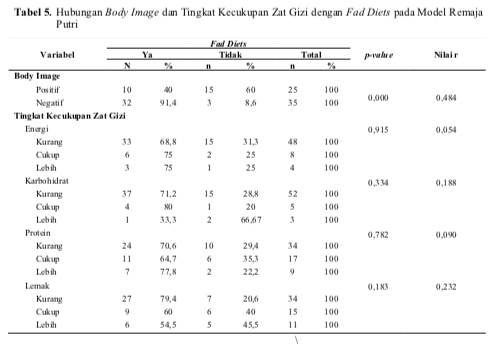 Tabel 5. Hubungan Body Image dan Tingkat Kecukupan Zat Gizi dengan Fad Diets pada Model Remaja
Putri
Fad Diets
Variabel Ya Tidak Total p-value Nilai r
N % n % n %
Body Image
Positif 10 40 15 60 25 100
0,000 0,484
Negatif 32 91,4 3 8,6 35 100
Tingkat Kecukupan Zat Gizi
Energi 0,915 0,054
Kurang 33 68,8 15 31,3 48 100
Cukup 6 75 2 25 8 100
Lebih 3 75 1 25 4 100
Karbohidrat 0,334 0,188
Kurang 37 71,2 15 28,8 52 100
Cukup 4 80 1 20 5 100
Lebih 1 33,3 2 66,67 3 100
Protein 0,782 0,090
Kurang 24 70,6 10 29,4 34 100
Cukup 11 64,7 6 35,3 17 100
Lebih 7 77,8 2 22,2 9 100
Lemak 0,183 0,232
Kurang 27 79,4 7 20,6 34 100
Cukup 9 60 6 40 15 100
Lebih 6 54,5 5 45,5 11 100
\